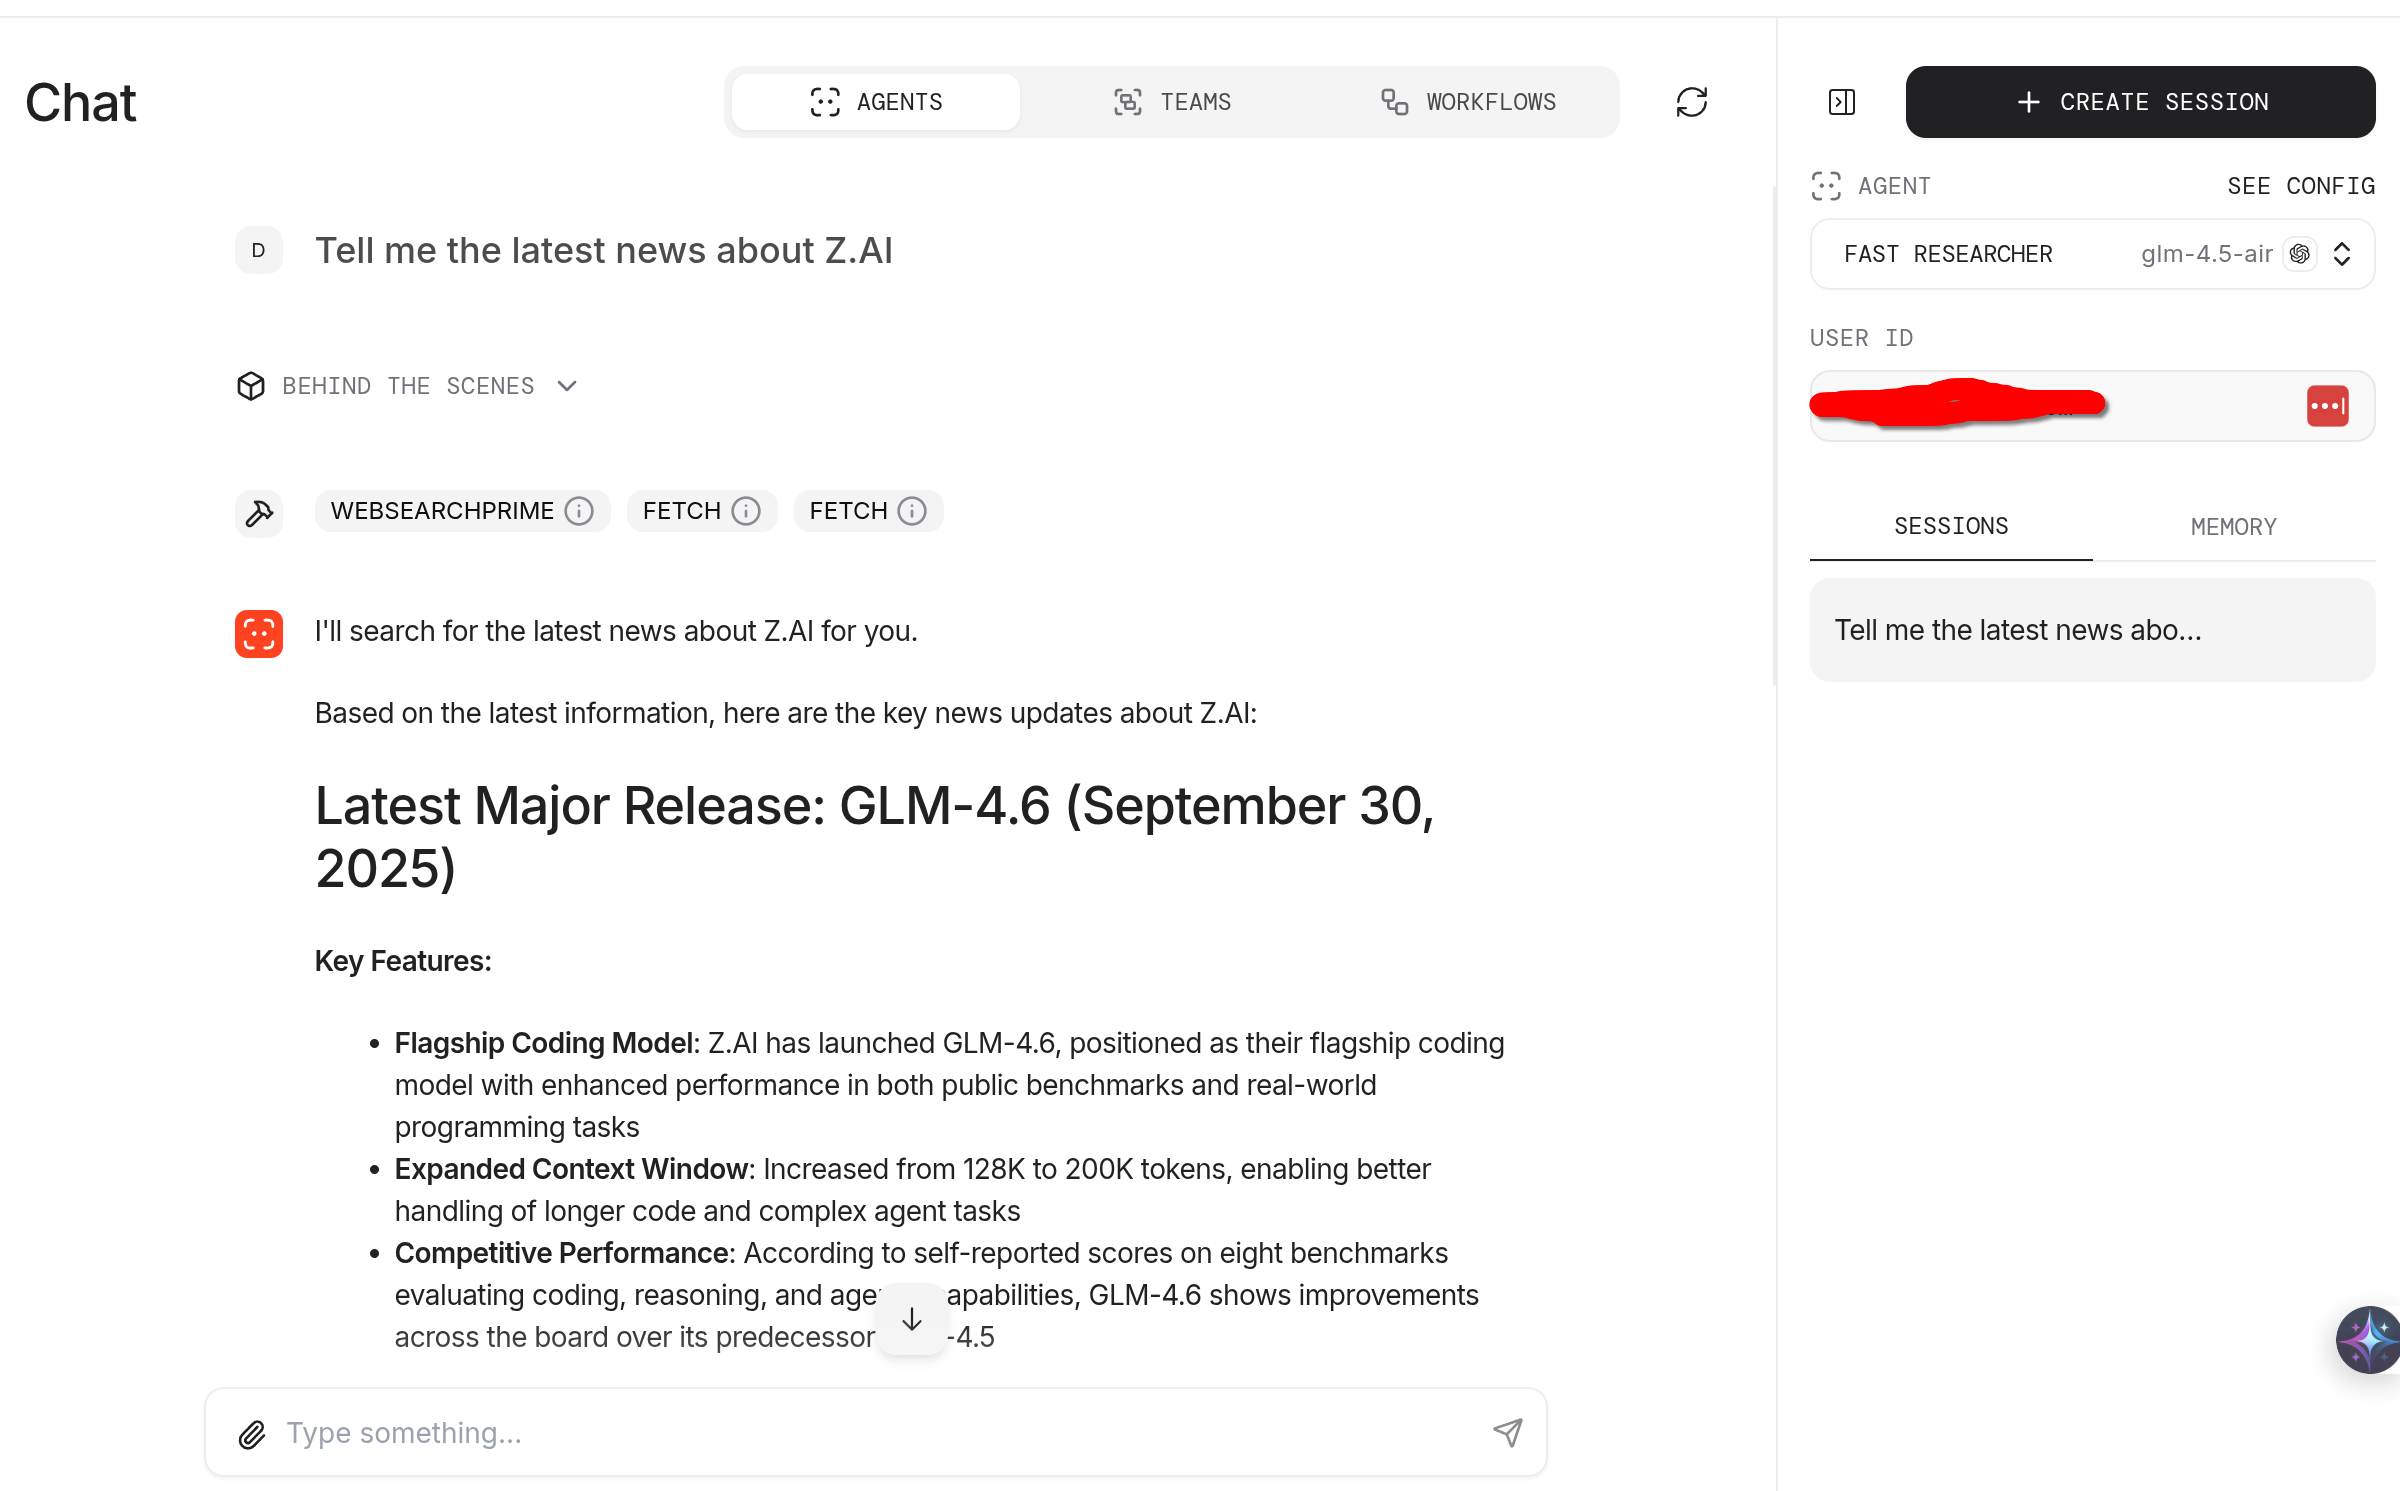 Chat
AGENTS
TEAMS
WORKFLOWS
CREATE SESSION
AGENT
SEE CONFIG
FAST RESEARCHER
glm-4.5-air
USER ID
SESSIONS
MEMORY
Tell me the latest news abo...
D
Tell me the latest news about Z.AI
BEHIND THE SCENES
WEBSEARCHPRIME
FETCH
FETCH
I'll search for the latest news about Z.AI for you.
Based on the latest information, here are the key news updates about Z.AI:
Latest Major Release: GLM-4.6 (September 30,
2025)
Key Features:
• Flagship Coding Model: Z.AI has launched GLM-4.6, positioned as their flagship coding
model with enhanced performance in both public benchmarks and real-world
programming tasks
• Expanded Context Window: Increased from 128K to 200K tokens, enabling better
handling of longer code and complex agent tasks
• Competitive Performance: According to self-reported scores on eight benchmarks
evaluating coding, reasoning, and age apabilities, GLM-4.6 shows improvements
across the board over its predecessor -4.5
Type something...